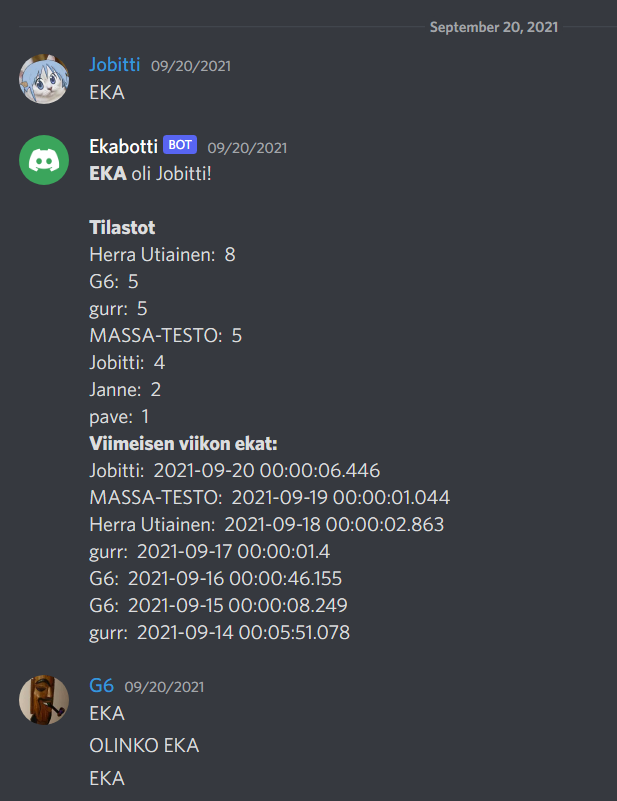 September 20, 2021
Jobitti 09/20/2021
EKA
Ekabotti BOT 09/20/2021
EKA oli Jobitti!
Tilastot
Herra Utiainen: 8
G6: 5
gurr: 5
MASSA-TESTO: 5
Jobitti: 4
Janne: 2
pave: 1
Viimeisen viikon ekat:
Jobitti: 2021-09-20 00:00:06.446
MASSA-TESTO: 2021-09-19 00:00:01.044
Herra Utiainen: 2021-09-18 00:00:02.863
gurr: 2021-09-17 00:00:01.4
G6: 2021-09-16 00:00:46.155
G6: 2021-09-15 00:00:08.249
gurr: 2021-09-14 00:05:51.078
G6 09/20/2021
EKA
OLINKO EKA
EKA